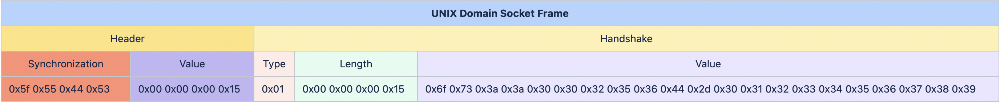 UNIX Domain Socket Frame
Header Handshake
Synchronization Value Type Length Value
0x5f 0x55 0x44 0x53 0x00 0x00 0x00 0x15 0x01 0x00 0x00 0x00 0x15 0x6f 0x73 0x3a 0x3a 0x30 0x30 0x32 0x35 0x36 0x44 0x2d 0x30 0x31 0x32 0x33 0x34 0x35 0x36 0x37 0x38 0x39